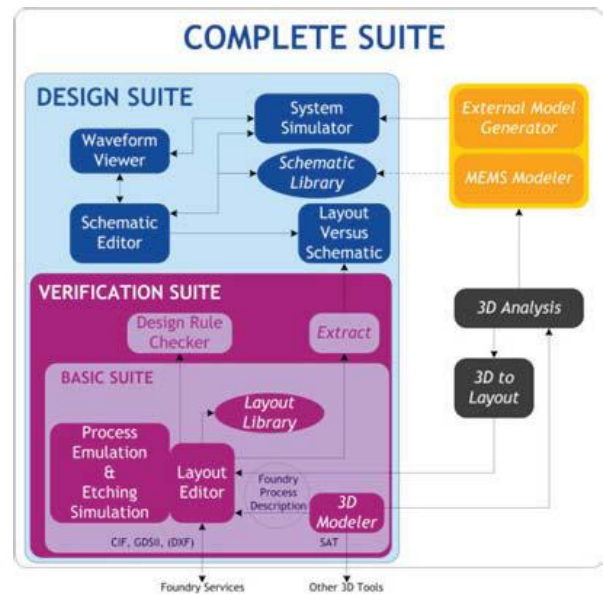 COMPLETE SUITE
DESIGN SUITE
System
Simulator
External Model
Generator
Waveform
Viewer
Schematic
Library
MEMS Modeler
Schematic
Editor
Layout
Versus
Schematic
VERIFICATION SUITE
3D Analysis
Design Rule
Checker
Extract
3D to
Layout
BASIC SUITE
Layout
Library
Process
Emulation
&
Etching
Simulation
Layout
Editor
Foundry
Process
Description
3D
Modeler
CIF, GDSII, (DXF)
SAT
Foundry Services
Other 3D Tools